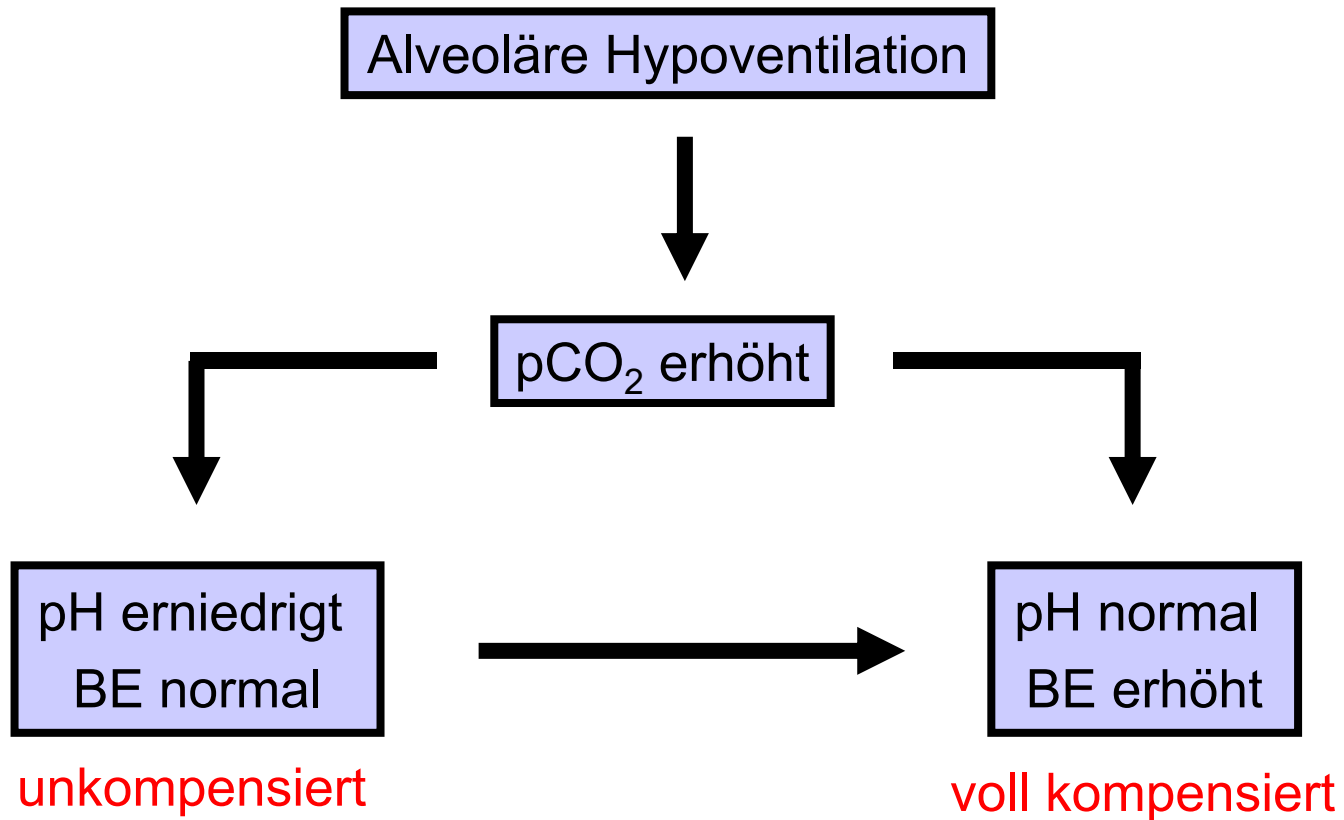 Alveoläre Hypoventilation
pCO₂ erhöht
pH erniedrigt
BE normal
unkompensiert
pH normal
BE erhöht
voll kompensiert